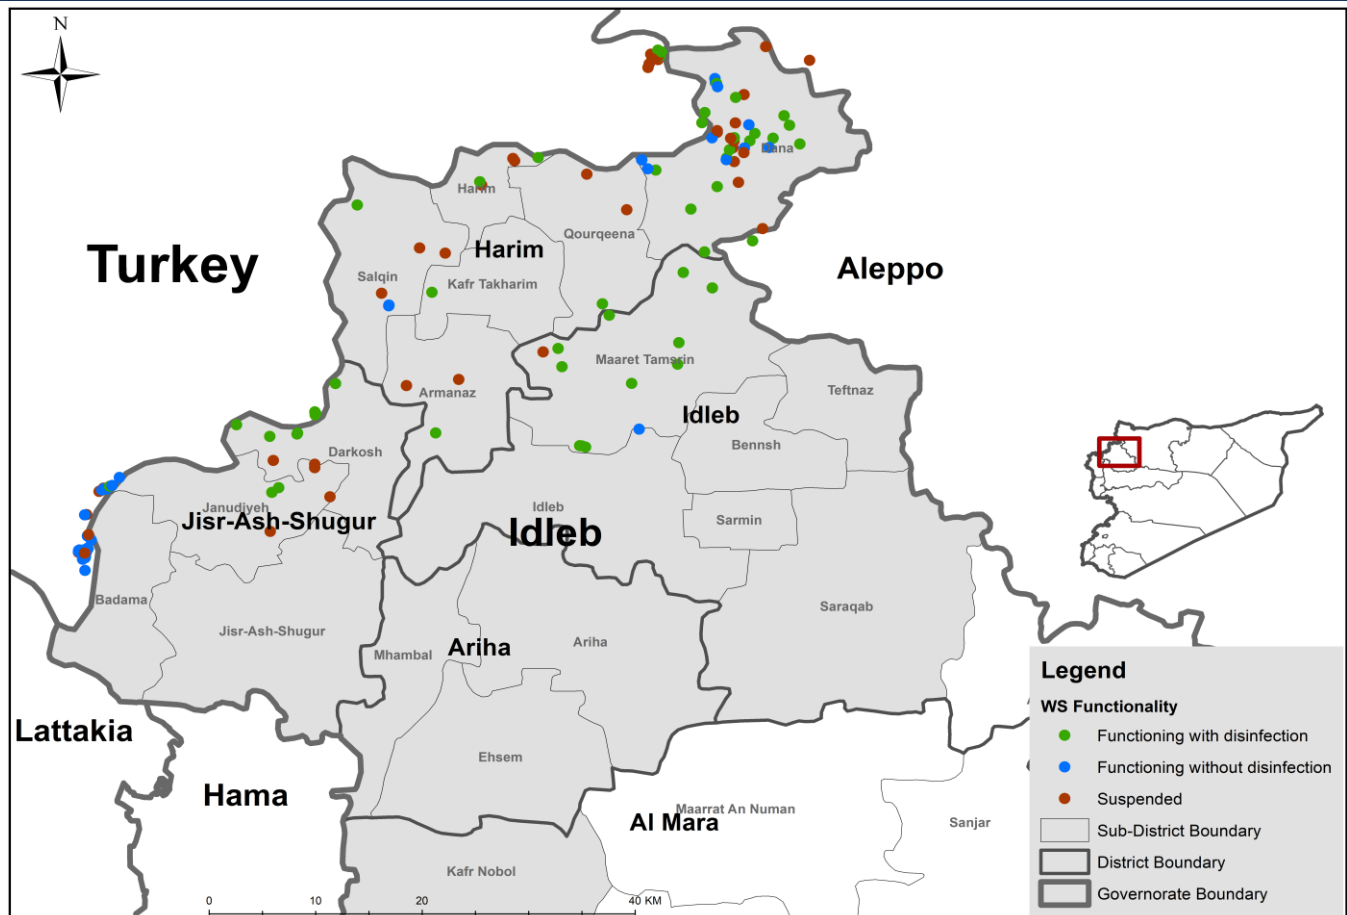 N
Dana
Harim
Turkey
Harim
Qourqeena
Salqin
Kafr Takharim
Aleppo
Maaret Tamsrin
Armanaz
Teftnaz
Idleb
Bennsh
Darkosh
Janudiyeh
Jisr-Ash-Shugur
Idleb
Idleb
Sarmin
Badama
Saraqab
Jisr-Ash-Shugur
Mhambal
Ariha
Ariha
Lattakia
Hama
Ehsem
Maarrat An Numan
Al Mara
Sanjar
Kafr Nobol
0 10 20 40 KM
Legend
WS Functionality
Functioning with disinfection
Functioning without disinfection
Suspended
Sub-District Boundary
District Boundary
Governorate Boundary